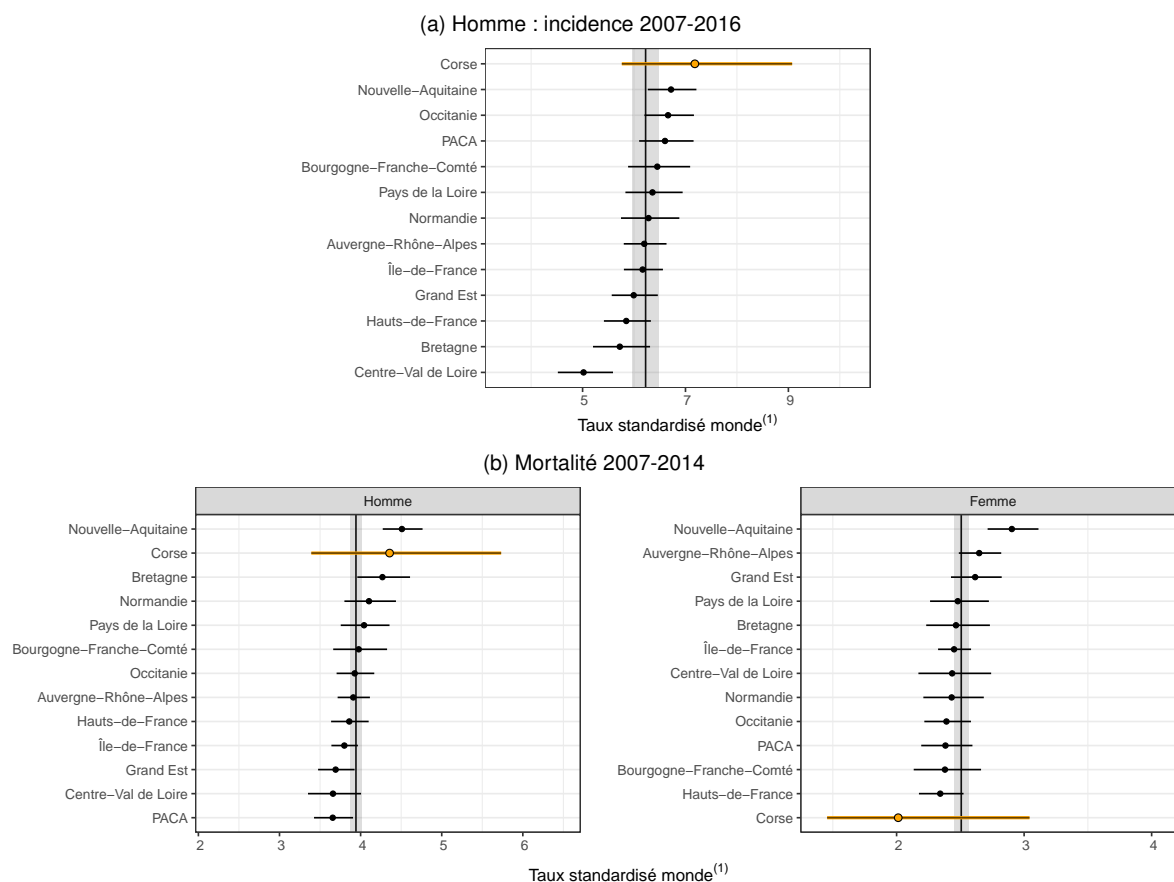 (a) Homme : incidence 2007-2016
Corse
Nouvelle−Aquitaine
Occitanie
PACA
Bourgogne−Franche−Comté
Pays de la Loire
Normandie
Auvergne−Rhône−Alpes
Île−de−France
Grand Est
Hauts−de−France
Bretagne
Centre−Val de Loire
5 7 9
Taux standardisé monde(1)
(b) Mortalité 2007-2014
Homme
Nouvelle−Aquitaine
Corse
Bretagne
Normandie
Pays de la Loire
Bourgogne−Franche−Comté
Occitanie
Auvergne−Rhône−Alpes
Hauts−de−France
Île−de−France
Grand Est
Centre−Val de Loire
PACA
2 3 4 5 6
Femme
Nouvelle−Aquitaine
Auvergne−Rhône−Alpes
Grand Est
Pays de la Loire
Bretagne
Île−de−France
Centre−Val de Loire
Normandie
Occitanie
PACA
Bourgogne−Franche−Comté
Hauts−de−France
Corse
2 3 4
Taux standardisé monde(1)